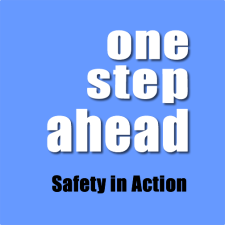 one
step
ahead
Safety in Action